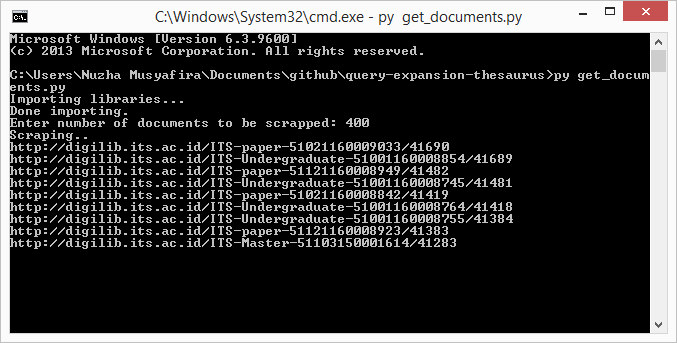 C:\Windows\System32\cmd.exe - py  get_documents.py
Microsoft Windows [Version 6.3.9600]
(c) 2013 Microsoft Corporation. All rights reserved.
C:\Users\Nuzha Musyafira\Documents\github\query-expansion-thesaurus>py get_docum
ents.py
Importing libraries...
Done importing.
Enter number of documents to be scrapped: 400
Scraping..
http://digilib.its.ac.id/ITS-paper-51021160009033/41690
http://digilib.its.ac.id/ITS-Undergraduate-51001160008854/41689
http://digilib.its.ac.id/ITS-paper-51121160008949/41482
http://digilib.its.ac.id/ITS-Undergraduate-51001160008745/41481
http://digilib.its.ac.id/ITS-paper-51021160008842/41419
http://digilib.its.ac.id/ITS-Undergraduate-51001160008764/41418
http://digilib.its.ac.id/ITS-Undergraduate-51001160008755/41384
http://digilib.its.ac.id/ITS-paper-51121160008923/41383
http://digilib.its.ac.id/ITS-Master-51103150001614/41283